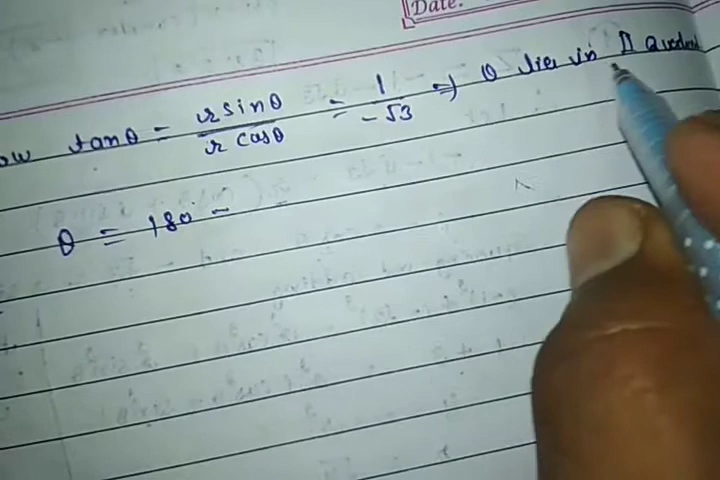 Date:
ow tanθ = r sinθ / r cosθ = 1 / -√3 ⇒ θ lies in II Quadrant
θ = 180° -